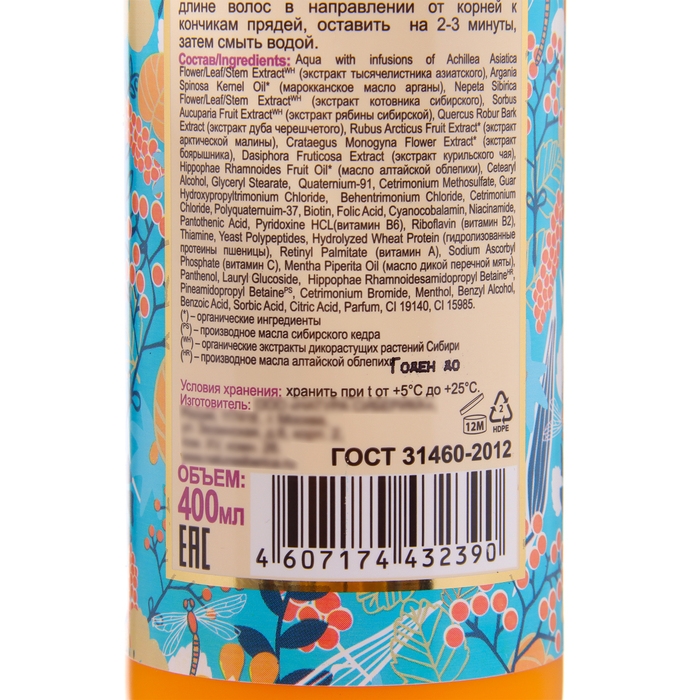 длине волос в направлении от корней к
кончикам прядей, оставить на 2-3 минуты,
затем смыть водой.
Состав/Ingredients: Aqua with infusions of Achillea Asiatica
Flower/Leaf/Stem Extract(WH) (экстракт тысячелистника азиатского), Argania
Spinosa Kernel Oil* (марокканское масло арганы), Nepeta Sibirica
Flower/Leaf/Stem Extract(WH) (экстракт котовника сибирского), Sorbus
Aucuparia Fruit Extract(WH) (экстракт рябины сибирской), Quercus Robur Bark
Extract (экстракт дуба черешчетого), Rubus Arcticus Fruit Extract* (экстракт
арктической малины), Crataegus Monogyna Flower Extract* (экстракт
боярышника), Dasiphora Fruticosa Extract (экстракт курильского чая),
Hippophae Rhamnoides Fruit Oil* (масло алтайской облепихи), Cetearyl
Alcohol, Glyceryl Stearate, Quaternium-91, Cetrimonium Methosulfate, Guar
Hydroxypropyltrimonium Chloride, Behentrimonium Chloride, Cetrimonium
Chloride, Polyquaternium-37, Biotin, Folic Acid, Cyanocobalamin, Niacinamide,
Pantothenic Acid, Pyridoxine HCL(витамин B6), Riboflavin (витамин B2),
Thiamine, Yeast Polypeptides, Hydrolyzed Wheat Protein (гидролизованные
протеины пшеницы), Retinyl Palmitate (витамин A), Sodium Ascorbyl
Phosphate (витамин C), Mentha Piperita Oil (масло дикой перечной мяты),
Panthenol, Lauryl Glucoside, Hippophae Rhamnoidesamidopropyl Betaine(HR),
Pineamidopropyl Betaine(PS), Cetrimonium Bromide, Menthol, Benzyl Alcohol,
Benzoic Acid, Sorbic Acid, Citric Acid, Parfum, CI 19140, CI 15985.
(*) – органические ингредиенты
(PS) – производное масла сибирского кедра
(WH) – органические экстракты дикорастущих растений Сибири
(HR) – производное масла алтайской облепихи
Годен до
Условия хранения: хранить при t от +5°C до +25°C.
Изготовитель:
12M
2
HDPE
ГОСТ 31460-2012
ОБЪЕМ:
400мл
EAC
4 607174 432390